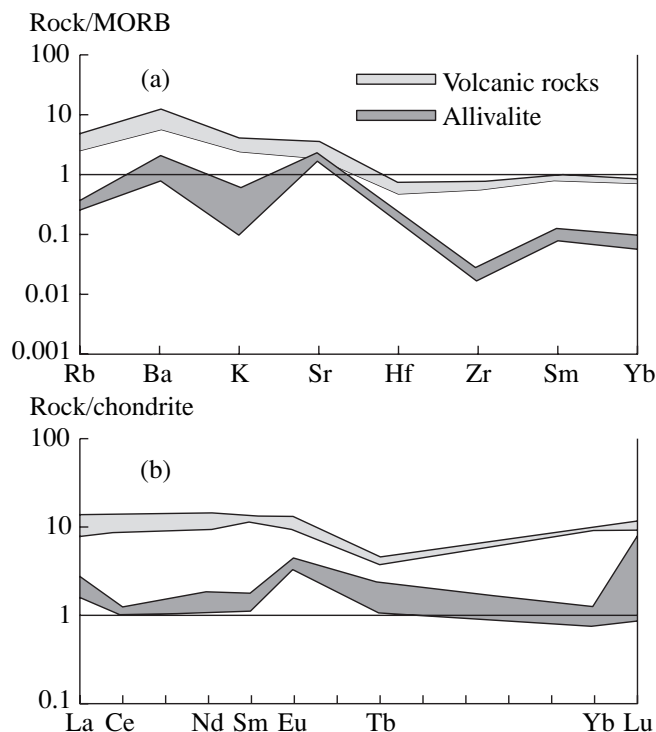 Rock/MORB
100
(a)
Volcanic rocks
10
Allivalite
1
0.1
0.01
0.001
Rb Ba K Sr Hf Zr Sm Yb
Rock/chondrite
100
(b)
10
1
0.1
La Ce Nd Sm Eu Tb Yb Lu